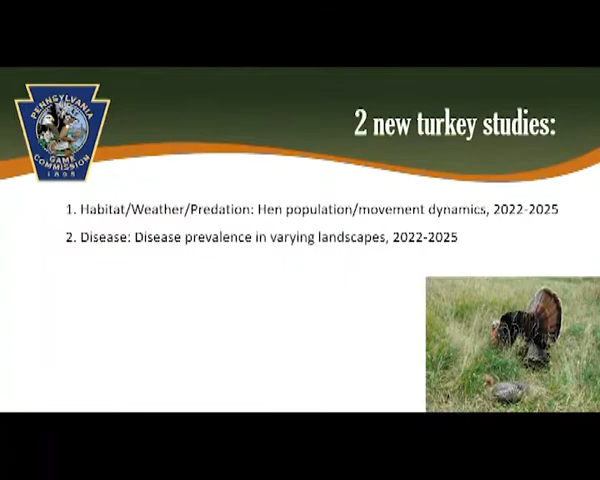 PENNSYLVANIA
GAME
COMMISSION
1895
2 new turkey studies:
1. Habitat/Weather/Predation: Hen population/movement dynamics, 2022-2025
2. Disease: Disease prevalence in varying landscapes, 2022-2025